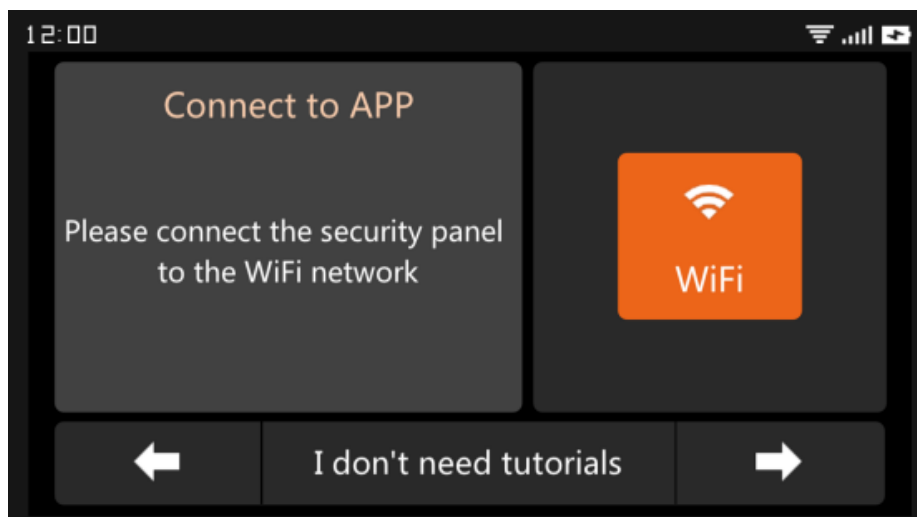 12:00
Connect to APP
Please connect the security panel
to the WiFi network
WiFi
I don't need tutorials